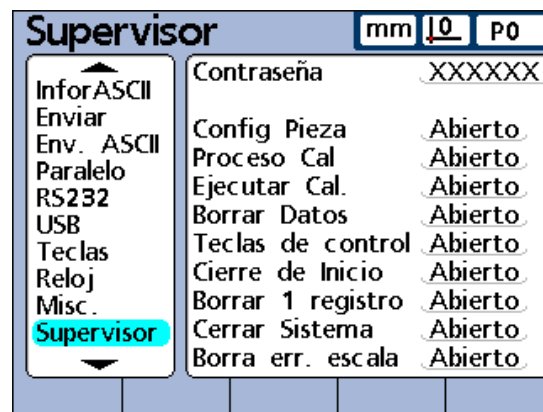 Supervisor mm 0 P0
InforASCII
Enviar
Env. ASCII
Paralelo
RS232
USB
Teclas
Reloj
Misc.
Supervisor
Contraseña XXXXXX
Config Pieza Abierto
Proceso Cal Abierto
Ejecutar Cal. Abierto
Borrar Datos Abierto
Teclas de control Abierto
Cierre de Inicio Abierto
Borrar 1 registro Abierto
Cerrar Sistema Abierto
Borra err. escala Abierto